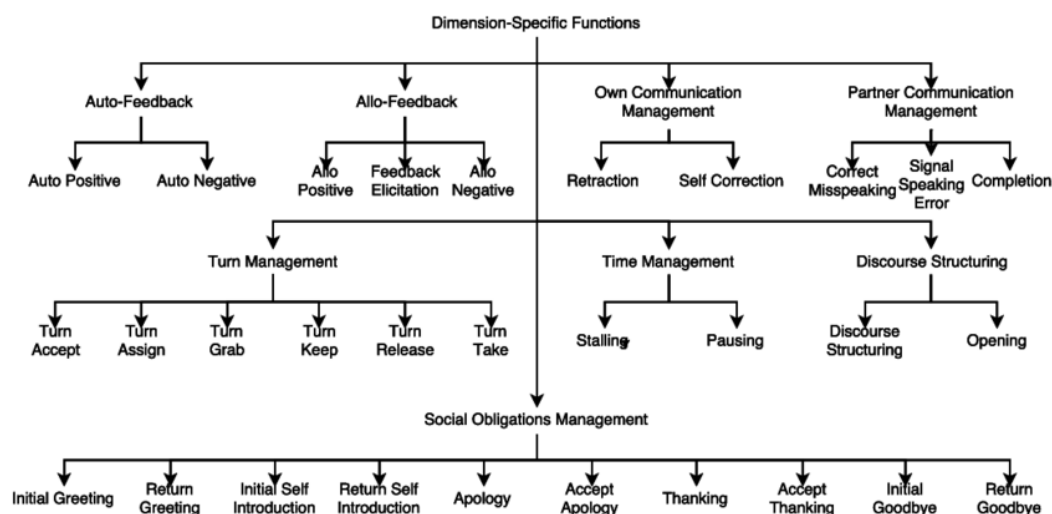 Dimension-Specific Functions
Auto-Feedback
Allo-Feedback
Own Communication
Management
Partner Communication
Management
Auto Positive
Auto Negative
Allo
Positive
Feedback
Elicitation
Allo
Negative
Retraction
Self Correction
Correct
Misspeaking
Signal
Speaking
Error
Completion
Turn Management
Time Management
Discourse Structuring
Turn
Accept
Turn
Assign
Turn
Grab
Turn
Keep
Turn
Release
Turn
Take
Stalling
Pausing
Discourse
Structuring
Opening
Social Obligations Management
Initial Greeting
Return
Greeting
Initial Self
Introduction
Return Self
Introduction
Apology
Accept
Apology
Thanking
Accept
Thanking
Initial
Goodbye
Return
Goodbye